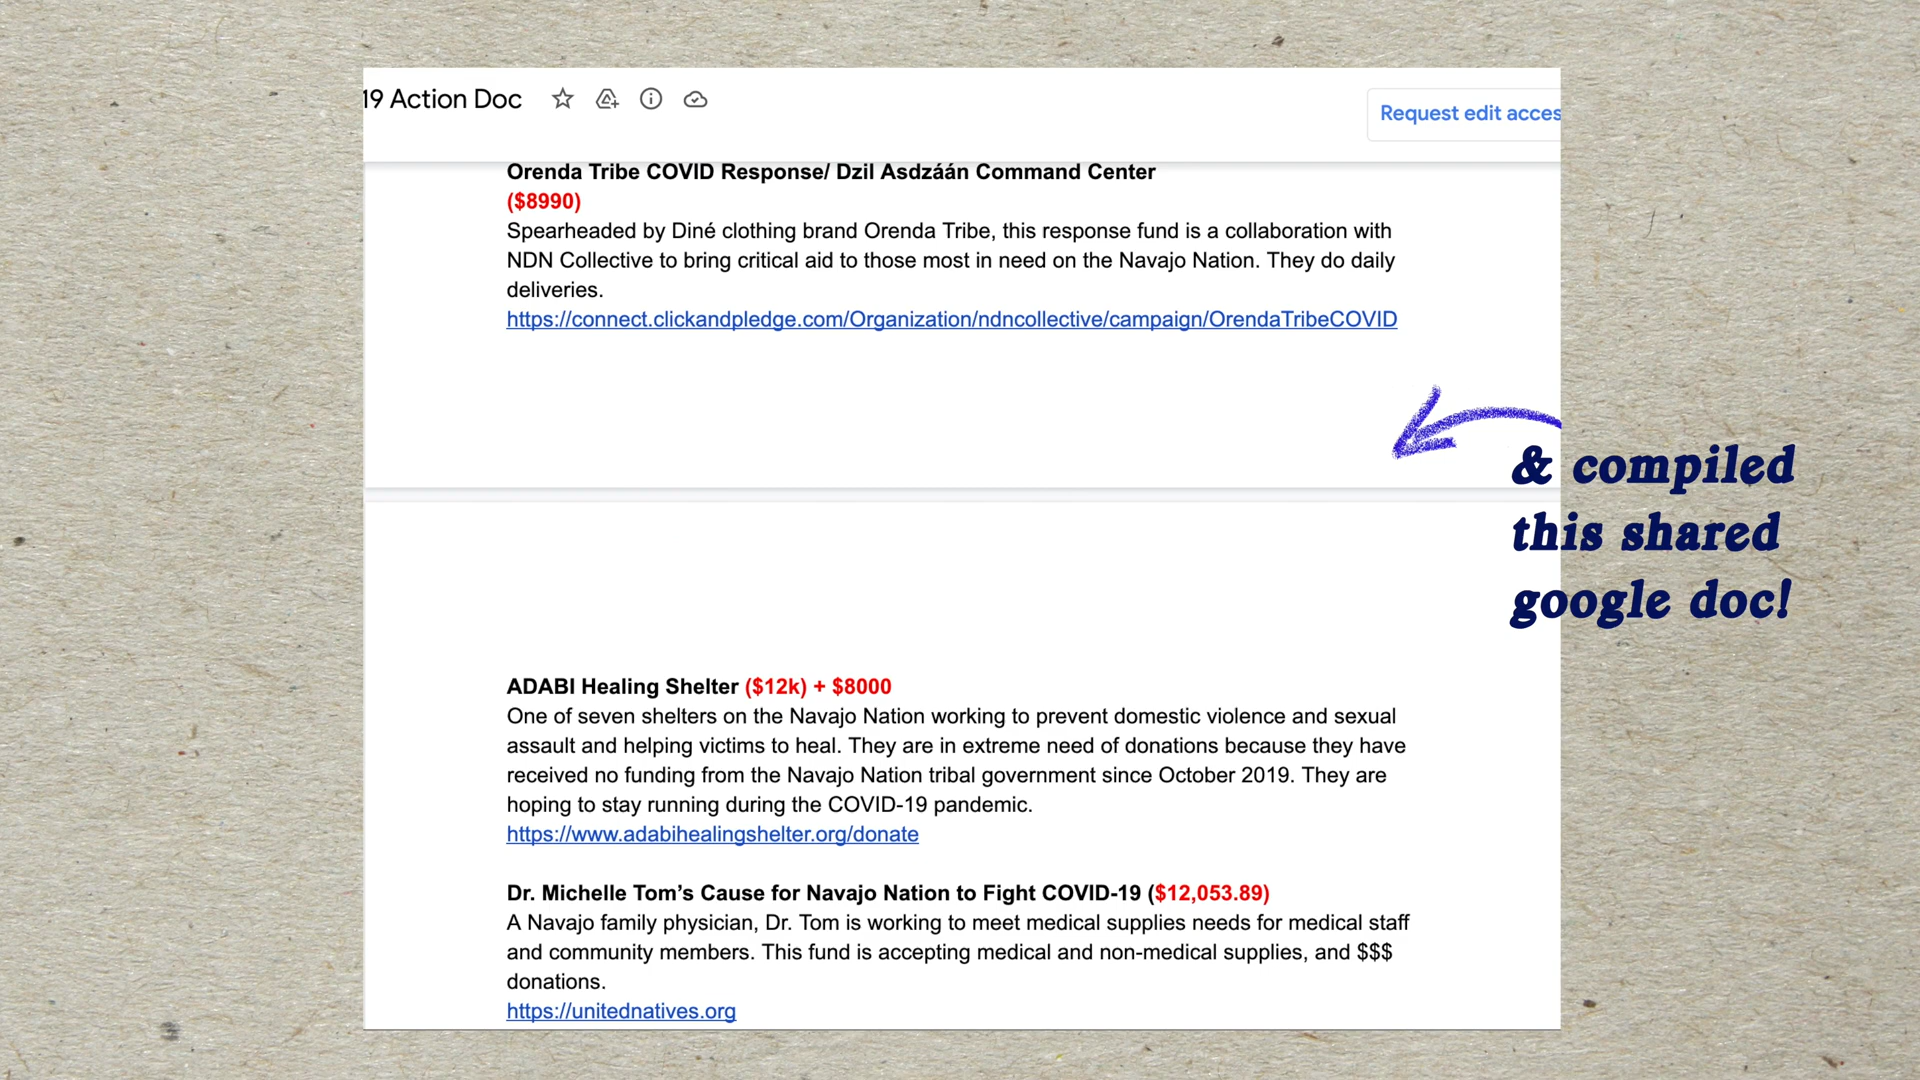 19 Action Doc
Request edit acces
Orenda Tribe COVID Response/ Dzil Asdzáán Command Center
($8990)
Spearheaded by Diné clothing brand Orenda Tribe, this response fund is a collaboration with
NDN Collective to bring critical aid to those most in need on the Navajo Nation. They do daily
deliveries.
https://connect.clickandpledge.com/Organization/ndncollective/campaign/OrendaTribeCOVID
& compiled
this shared
google doc!
ADABI Healing Shelter ($12k) + $8000
One of seven shelters on the Navajo Nation working to prevent domestic violence and sexual
assault and helping victims to heal. They are in extreme need of donations because they have
received no funding from the Navajo Nation tribal government since October 2019. They are
hoping to stay running during the COVID-19 pandemic.
https://www.adabihealingshelter.org/donate
Dr. Michelle Tom’s Cause for Navajo Nation to Fight COVID-19 ($12,053.89)
A Navajo family physician, Dr. Tom is working to meet medical supplies needs for medical staff
and community members. This fund is accepting medical and non-medical supplies, and $$$
donations.
https://unitednatives.org